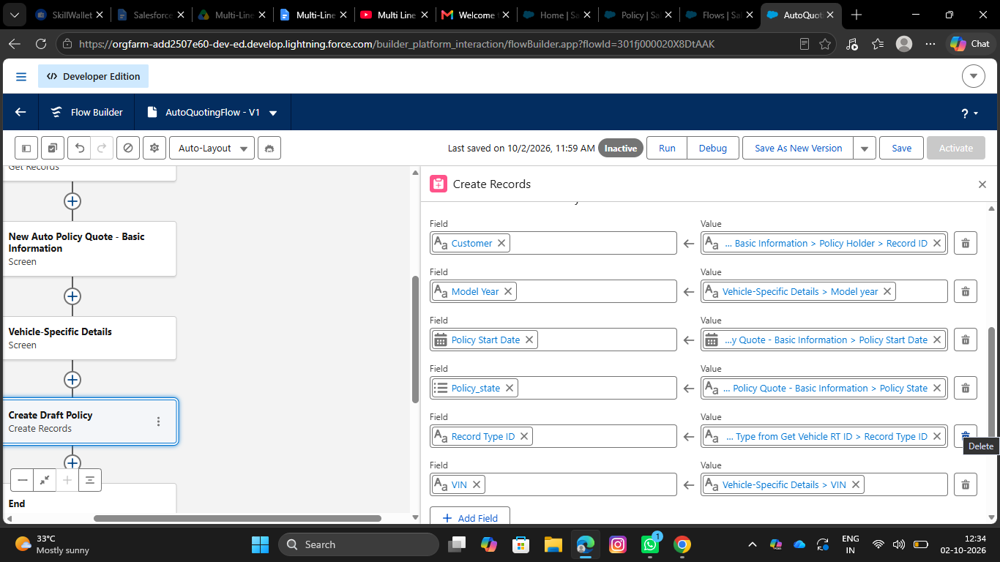 SkillWallet
Salesforce
Multi-Line
Multi-Line
Multi Line
Welcome
Home | Sa
Policy | Sal
Flows | Sal
AutoQuot
https://orgfarm-add2507e60-dev-ed.develop.lightning.force.com/builder_platform_interaction/flowBuilder.app?flowId=301fj000020X8DtAAK
Chat
</> Developer Edition
Flow Builder
AutoQuotingFlow - V1
?
Auto-Layout
Last saved on 10/2/2026, 11:59 AM
Inactive
Run
Debug
Save As New Version
Save
Activate
Get Records
New Auto Policy Quote - Basic
Information
Screen
Vehicle-Specific Details
Screen
Create Draft Policy
Create Records
End
Create Records
Field
Value
Customer
... Basic Information > Policy Holder > Record ID
Field
Value
Model Year
Vehicle-Specific Details > Model year
Field
Value
Policy Start Date
...y Quote - Basic Information > Policy Start Date
Field
Value
Policy_state
... Policy Quote - Basic Information > Policy State
Field
Value
Record Type ID
... Type from Get Vehicle RT ID > Record Type ID
Delete
Field
Value
VIN
Vehicle-Specific Details > VIN
Add Field
33°C
Mostly sunny
Search
1
ENG
IN
12:34
02-10-2026